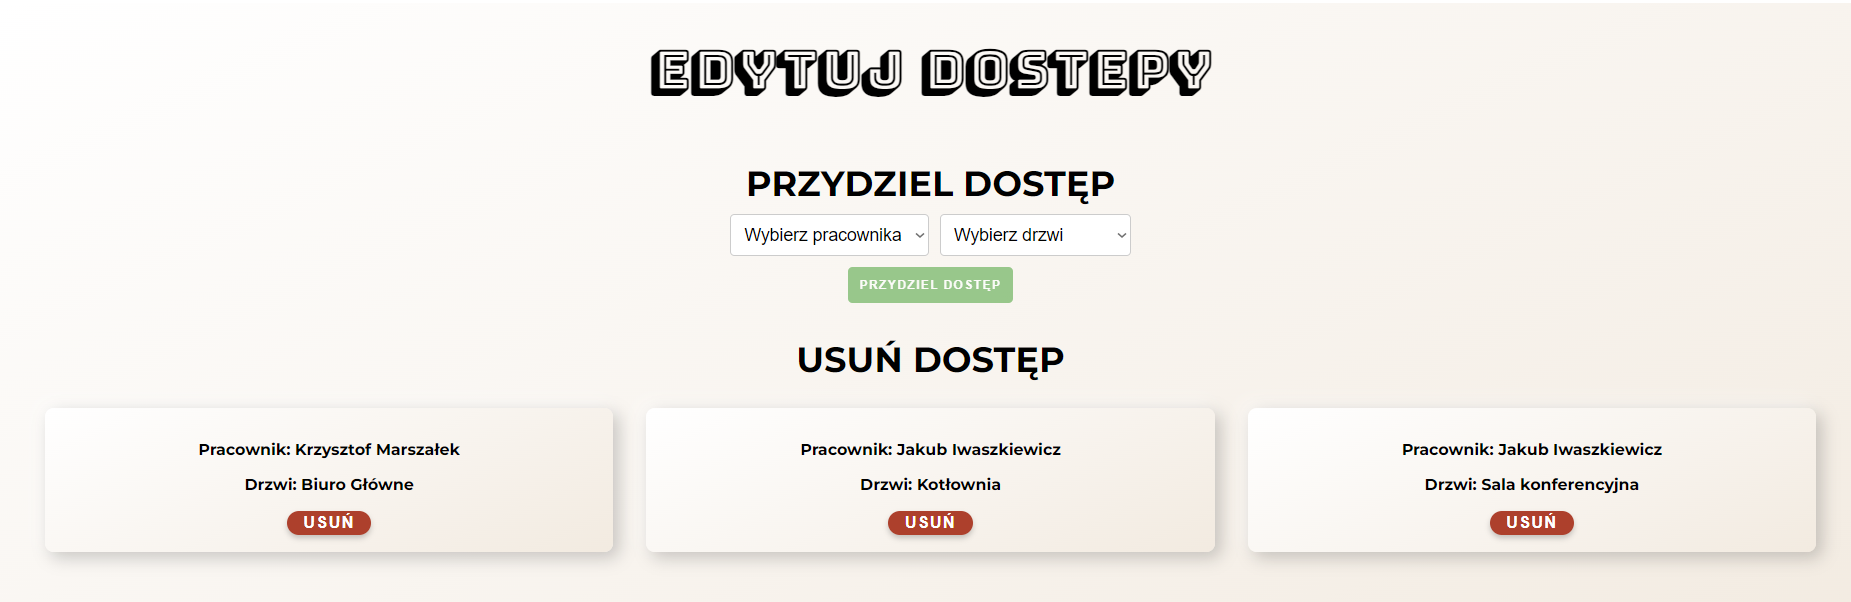 EDYTUJ DOSTEPY
PRZYDZIEL DOSTĘP
Wybierz pracownika Wybierz drzwi
PRZYDZIEL DOSTĘP
USUŃ DOSTĘP
Pracownik: Krzysztof Marszałek
Drzwi: Biuro Główne
USUŃ
Pracownik: Jakub Iwaszkiewicz
Drzwi: Kotłownia
USUŃ
Pracownik: Jakub Iwaszkiewicz
Drzwi: Sala konferencyjna
USUŃ